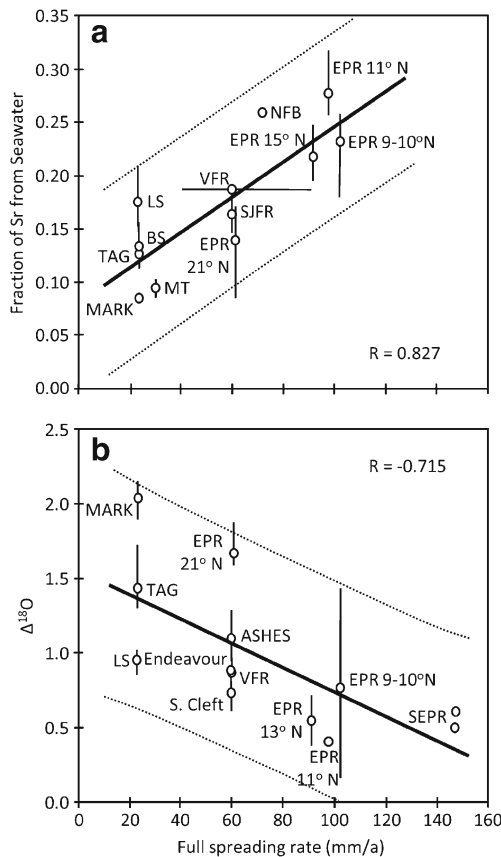 a
0.35
0.30
0.25
0.20
0.15
0.10
0.05
0.00
Fraction of Sr from Seawater
EPR 11° N
NFB
EPR 15° N
EPR 9-10°N
VFR
LS
SJFR
BS
EPR
21° N
TAG
MT
MARK
R = 0.827
b
2.5
2.0
1.5
1.0
0.5
0.0
Δ18O
R = -0.715
MARK
EPR
21° N
TAG
ASHES
LS
Endeavour
VFR
EPR 9-10°N
S. Cleft
EPR
13° N
SEPR
EPR
11° N
0 20 40 60 80 100 120 140 160
Full spreading rate (mm/a)